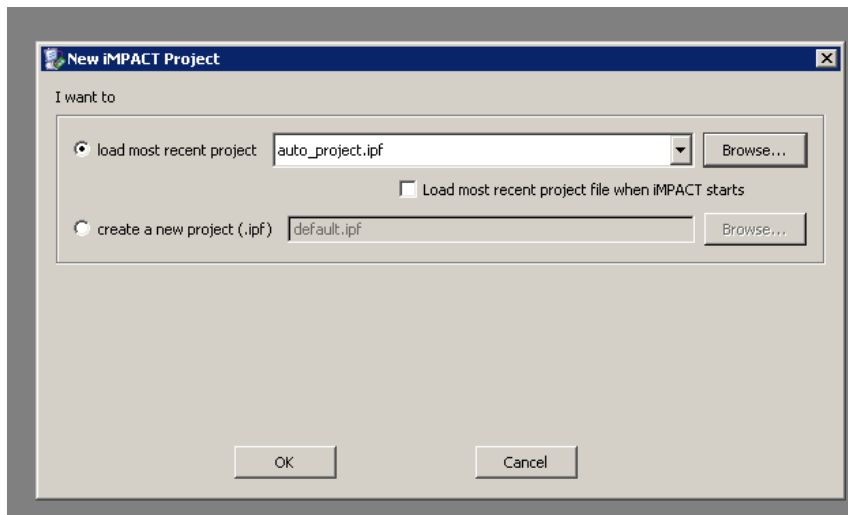 New iMPACT Project
I want to
load most recent project auto_project.ipf Browse...
Load most recent project file when iMPACT starts
create a new project (.ipf) default.ipf Browse...
OK Cancel